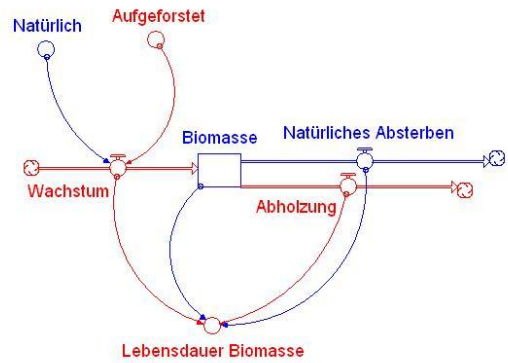 Aufgeforstet
Natürlich
Biomasse
Natürliches Absterben
Wachstum
Abholzung
Lebensdauer Biomasse